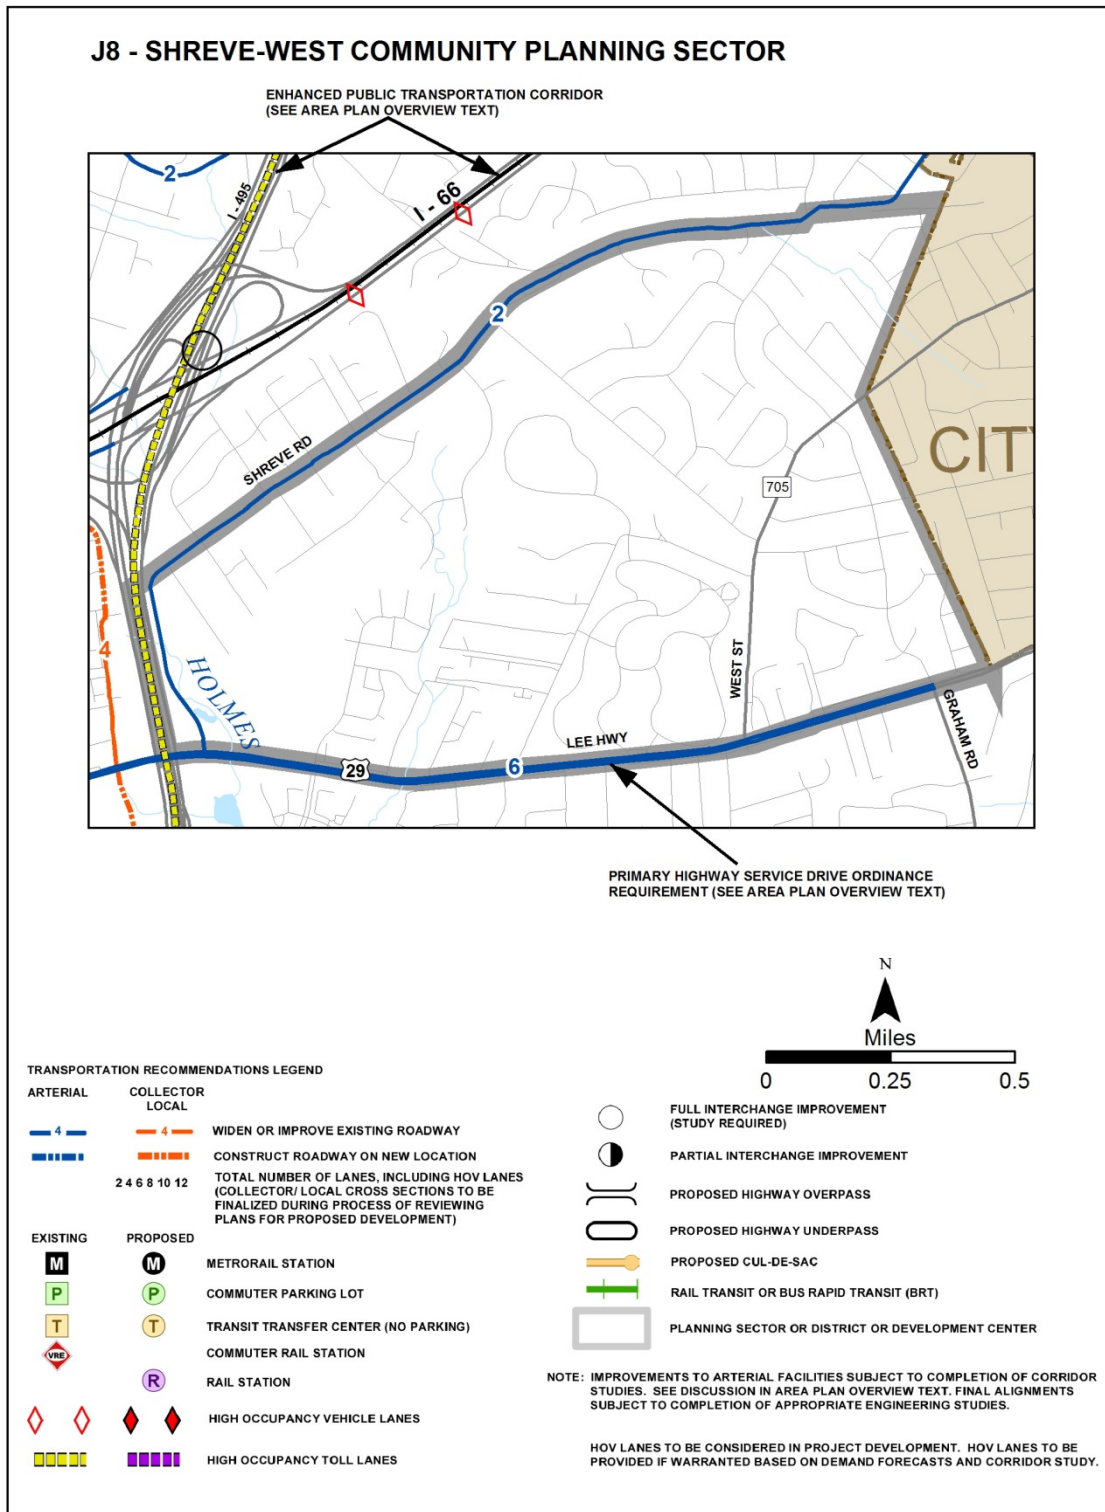 J8 - SHREVE-WEST COMMUNITY PLANNING SECTOR
ENHANCED PUBLIC TRANSPORTATION CORRIDOR
(SEE AREA PLAN OVERVIEW TEXT)
2
I - 495
I - 66
4
2
CITY
SHREVE RD
705
4
HOLMES
WEST ST
LEE HWY
GRAHAM RD
29
6
PRIMARY HIGHWAY SERVICE DRIVE ORDINANCE
REQUIREMENT (SEE AREA PLAN OVERVIEW TEXT)
N
Miles
0 0.25 0.5
TRANSPORTATION RECOMMENDATIONS LEGEND
ARTERIAL
COLLECTOR
LOCAL
4 4 WIDEN OR IMPROVE EXISTING ROADWAY
CONSTRUCT ROADWAY ON NEW LOCATION
2 4 6 8 10 12 TOTAL NUMBER OF LANES, INCLUDING HOV LANES
(COLLECTOR/ LOCAL CROSS SECTIONS TO BE
FINALIZED DURING PROCESS OF REVIEWING
PLANS FOR PROPOSED DEVELOPMENT)
EXISTING PROPOSED
M M METRORAIL STATION
P P COMMUTER PARKING LOT
T T TRANSIT TRANSFER CENTER (NO PARKING)
VRE COMMUTER RAIL STATION
R RAIL STATION
HIGH OCCUPANCY VEHICLE LANES
HIGH OCCUPANCY TOLL LANES
FULL INTERCHANGE IMPROVEMENT
(STUDY REQUIRED)
PARTIAL INTERCHANGE IMPROVEMENT
PROPOSED HIGHWAY OVERPASS
PROPOSED HIGHWAY UNDERPASS
PROPOSED CUL-DE-SAC
RAIL TRANSIT OR BUS RAPID TRANSIT (BRT)
PLANNING SECTOR OR DISTRICT OR DEVELOPMENT CENTER
NOTE: IMPROVEMENTS TO ARTERIAL FACILITIES SUBJECT TO COMPLETION OF CORRIDOR
STUDIES. SEE DISCUSSION IN AREA PLAN OVERVIEW TEXT. FINAL ALIGNMENTS
SUBJECT TO COMPLETION OF APPROPRIATE ENGINEERING STUDIES.
HOV LANES TO BE CONSIDERED IN PROJECT DEVELOPMENT. HOV LANES TO BE
PROVIDED IF WARRANTED BASED ON DEMAND FORECASTS AND CORRIDOR STUDY.